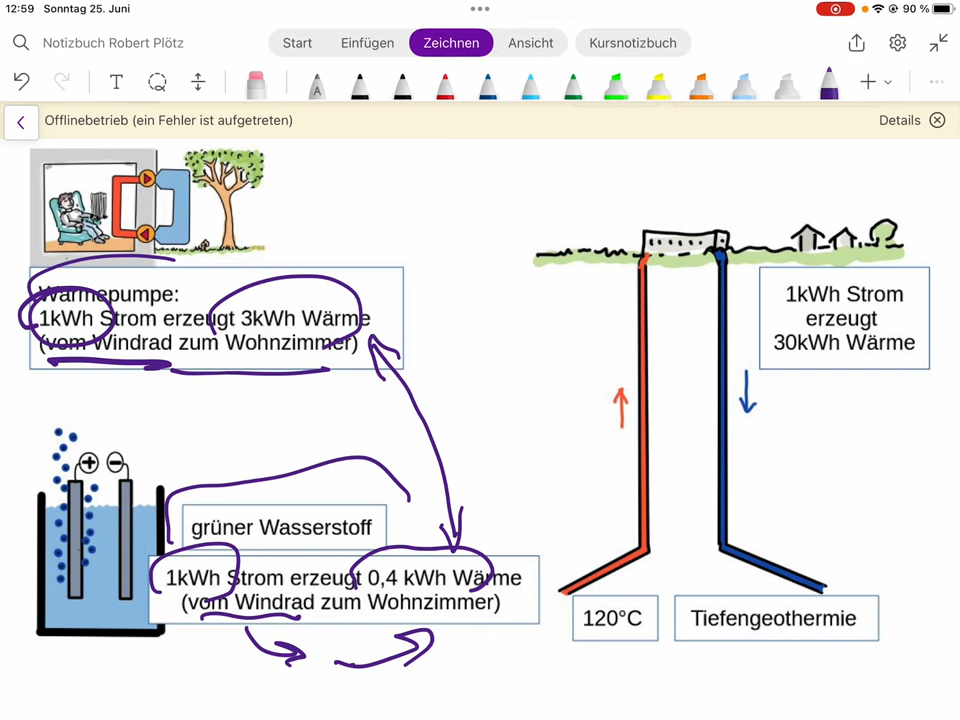 12:59 Sonntag 25. Juni
90 %
Notizbuch Robert Plötz
Start Einfügen Zeichnen Ansicht Kursnotizbuch
T
A
Offlinebetrieb (ein Fehler ist aufgetreten)
Details
Wärmepumpe:
1kWh Strom erzeugt 3kWh Wärme
(vom Windrad zum Wohnzimmer)
1kWh Strom
erzeugt
30kWh Wärme
+ −
grüner Wasserstoff
1kWh Strom erzeugt 0,4 kWh Wärme
(vom Windrad zum Wohnzimmer)
120°C
Tiefengeothermie